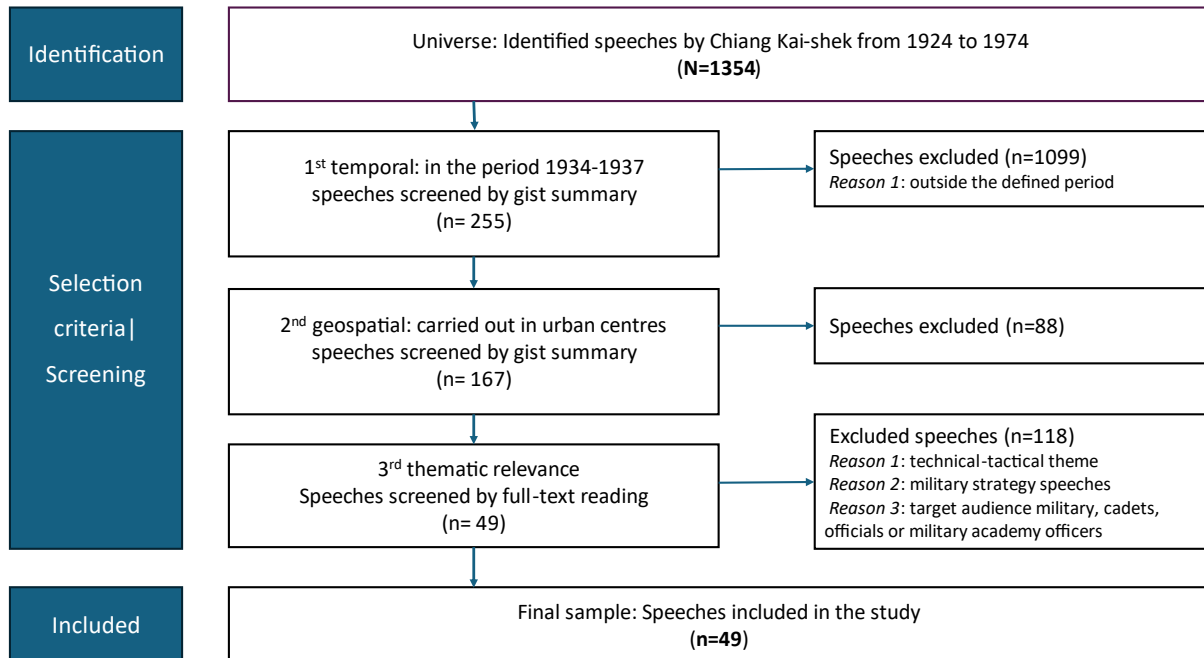 Identification
Universe: Identified speeches by Chiang Kai-shek from 1924 to 1974
(N=1354)
Selection
criteria|
Screening
1st temporal: in the period 1934-1937
speeches screened by gist summary
(n= 255)
Speeches excluded (n=1099)
Reason 1: outside the defined period
2nd geospatial: carried out in urban centres
speeches screened by gist summary
(n= 167)
Speeches excluded (n=88)
3rd thematic relevance
Speeches screened by full-text reading
(n= 49)
Excluded speeches (n=118)
Reason 1: technical-tactical theme
Reason 2: military strategy speeches
Reason 3: target audience military, cadets,
officials or military academy officers
Included
Final sample: Speeches included in the study
(n=49)